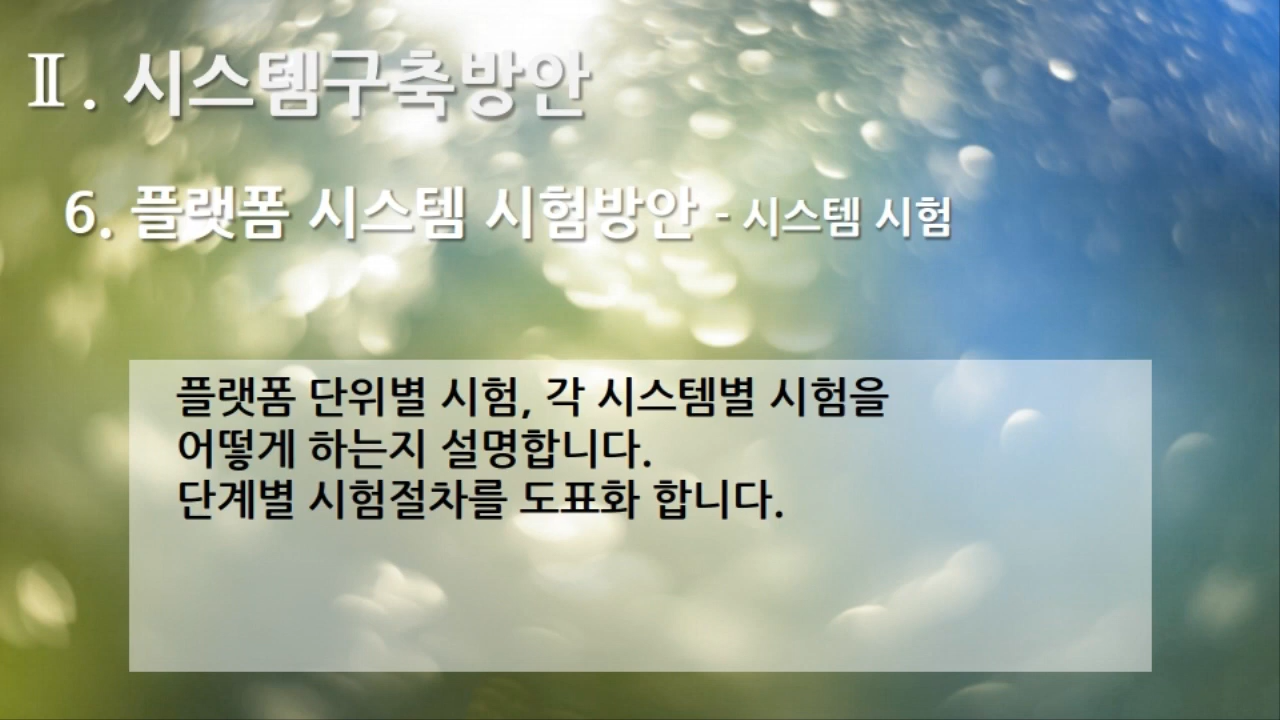 Ⅱ. 시스템구축방안
6. 플랫폼 시스템 시험방안 - 시스템 시험
플랫폼 단위별 시험, 각 시스템별 시험을
어떻게 하는지 설명합니다.
단계별 시험절차를 도표화 합니다.